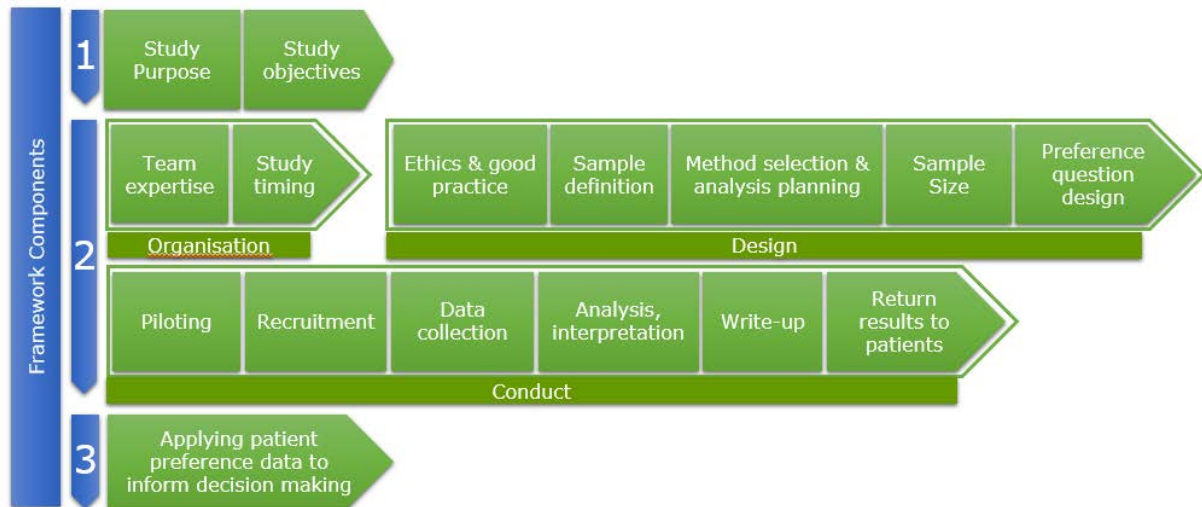 Framework Components
1
Study
Purpose
Study
objectives
2
Team
expertise
Study
timing
Organisation
Ethics & good
practice
Sample
definition
Method selection &
analysis planning
Sample
Size
Preference
question
design
Design
Piloting
Recruitment
Data
collection
Analysis,
interpretation
Write-up
Return
results to
patients
Conduct
3
Applying patient
preference data to
inform decision making